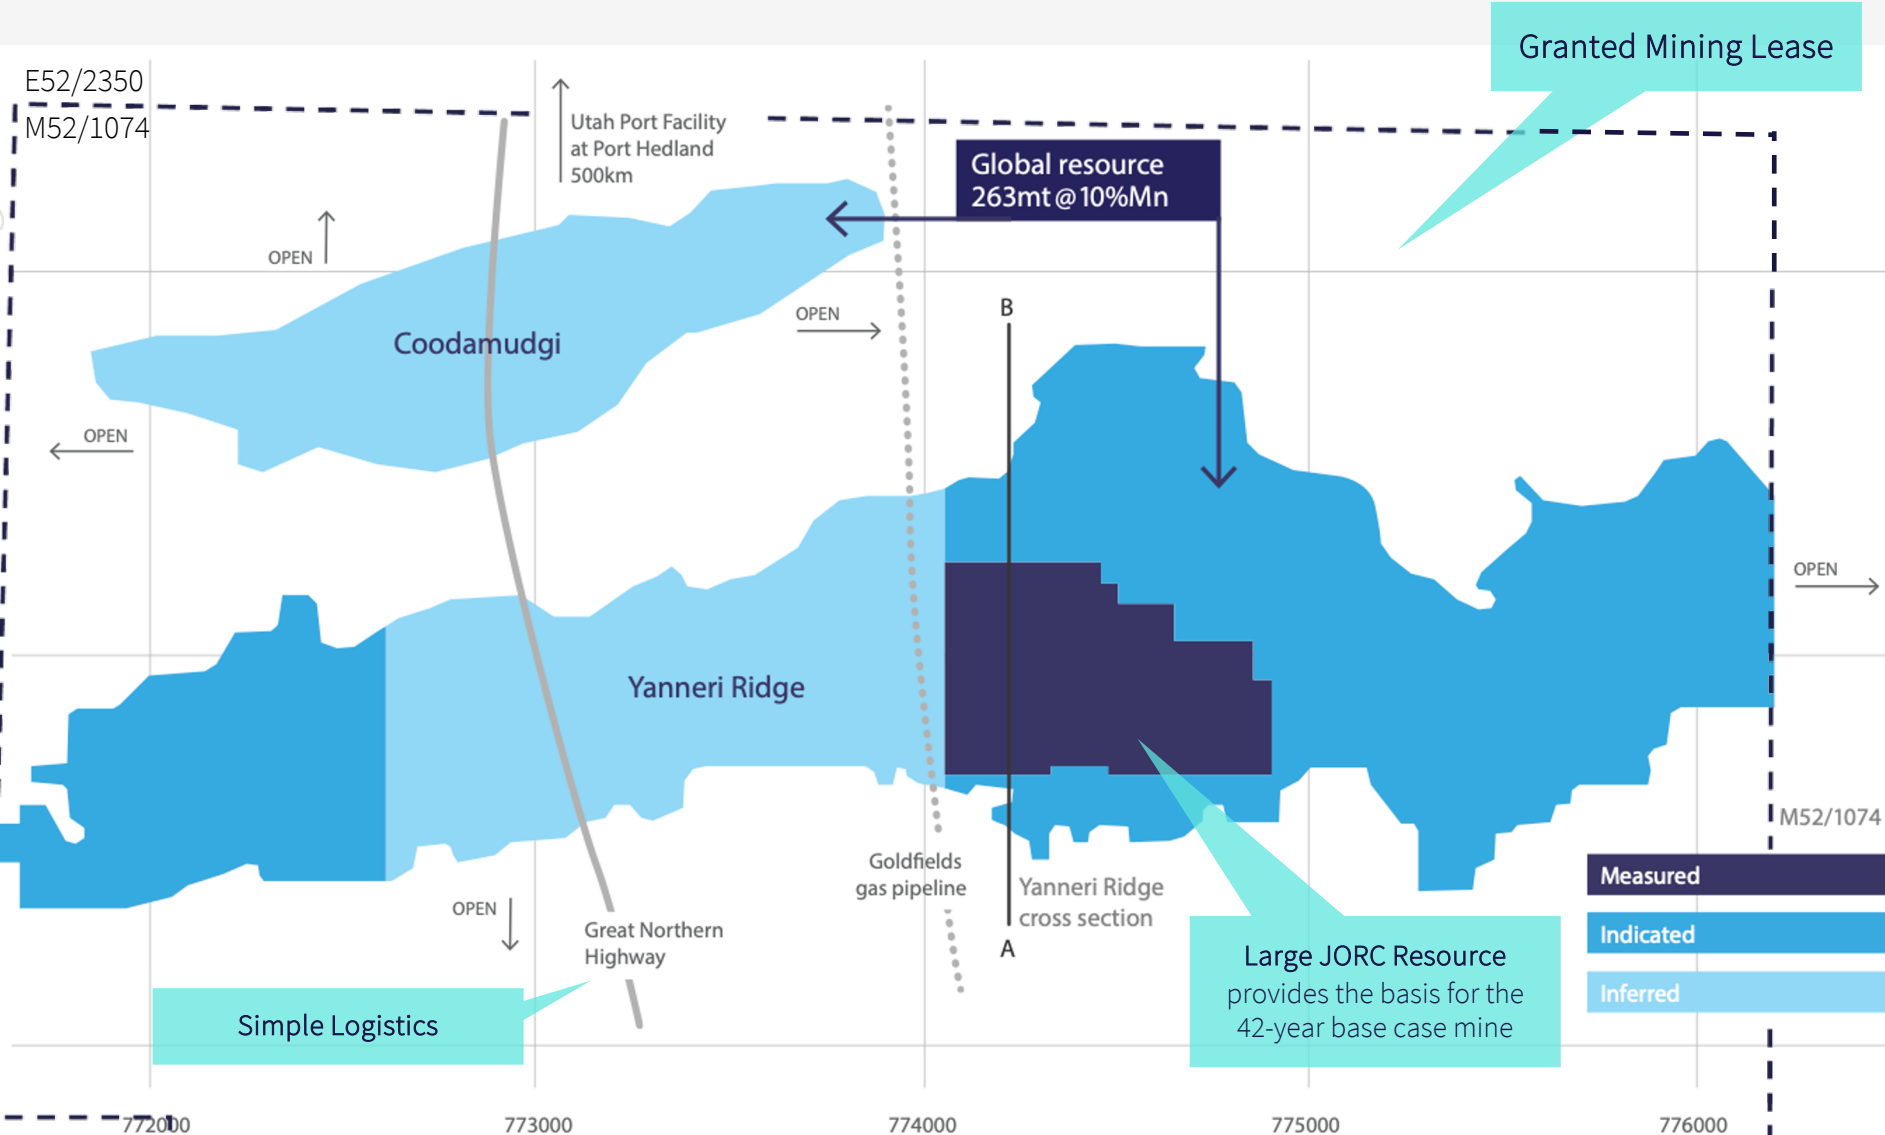 Granted Mining Lease
E52/2350
M52/1074
Utah Port Facility
at Port Hedland
500km
Global resource
263mt @ 10%Mn
OPEN
OPEN
B
Coodamudgi
OPEN
OPEN
Yanneri Ridge
M52/1074
Goldfields
gas pipeline
Yanneri Ridge
cross section
A
Measured
Indicated
Inferred
OPEN
Great Northern
Highway
Large JORC Resource
provides the basis for the
42-year base case mine
Simple Logistics
772000
773000
774000
775000
776000